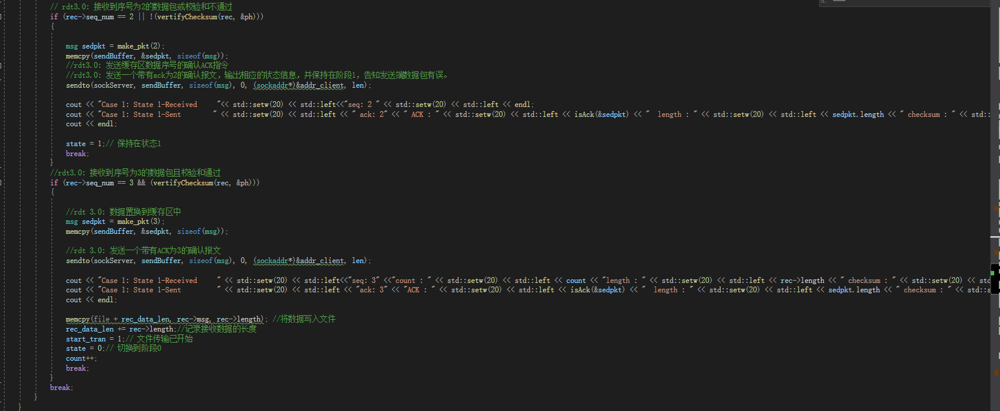 // rdt3.0: 接收到序号为2的数据包或校验和不通过
if (rec->seq_num == 2 || !(vertifyChecksum(rec, &ph)))
{
msg sedpkt = make_pkt(2);
memcpy(sendBuffer, &sedpkt, sizeof(msg));
//rdt3.0: 发送缓存区数据序号的确认ACK指令
//rdt3.0: 发送一个带有ack为2的确认报文，输出相应的状态信息，并保持在阶段1，告知发送端数据包有误。
sendto(sockServer, sendBuffer, sizeof(msg), 0, (sockaddr*)&addr_client, len);
cout << "Case 1: State 1-Received     "<< std::setw(20) << std::left<<"seq: 2 " << std::setw(20) << std::left << endl;
cout << "Case 1: State 1-Sent        " << std::setw(20) << std::left << " ack: 2" << " ACK : " << std::setw(20) << std::left << isAck(&sedpkt) << "  length : " << std::setw(20) << std::left << sedpkt.length << " checksum : " << std::
cout << endl;
state = 1;// 保持在状态1
break;
}
//rdt3.0: 接收到序号为3的数据包且校验和通过
if (rec->seq_num == 3 && (vertifyChecksum(rec, &ph)))
{
//rdt 3.0: 数据置换到缓存区中
msg sedpkt = make_pkt(3);
memcpy(sendBuffer, &sedpkt, sizeof(msg));
//rdt 3.0: 发送一个带有ACK为3的确认报文
sendto(sockServer, sendBuffer, sizeof(msg), 0, (sockaddr*)&addr_client, len);
cout << "Case 1: State 1-Received     " << std::setw(20) << std::left<<"seq: 3" <<"count : " << std::setw(20) << std::left << count << "length : " << std::setw(20) << std::left << rec->length << " checksum : " << std::setw(20) << std
cout << "Case 1: State 1-Sent         " << std::setw(20) << std::left << "ack: 3" << "ACK : " << std::setw(20) << std::left << isAck(&sedpkt) << "  length : " << std::setw(20) << std::left << sedpkt.length << " checksum : " << std::s
cout << endl;
memcpy(file + rec_data_len, rec->msg, rec->length); //将数据写入文件
rec_data_len += rec->length;//记录接收数据的长度
start_tran = 1;// 文件传输已开始
state = 0;// 切换到阶段0
count++;
break;
}
break;
}
}